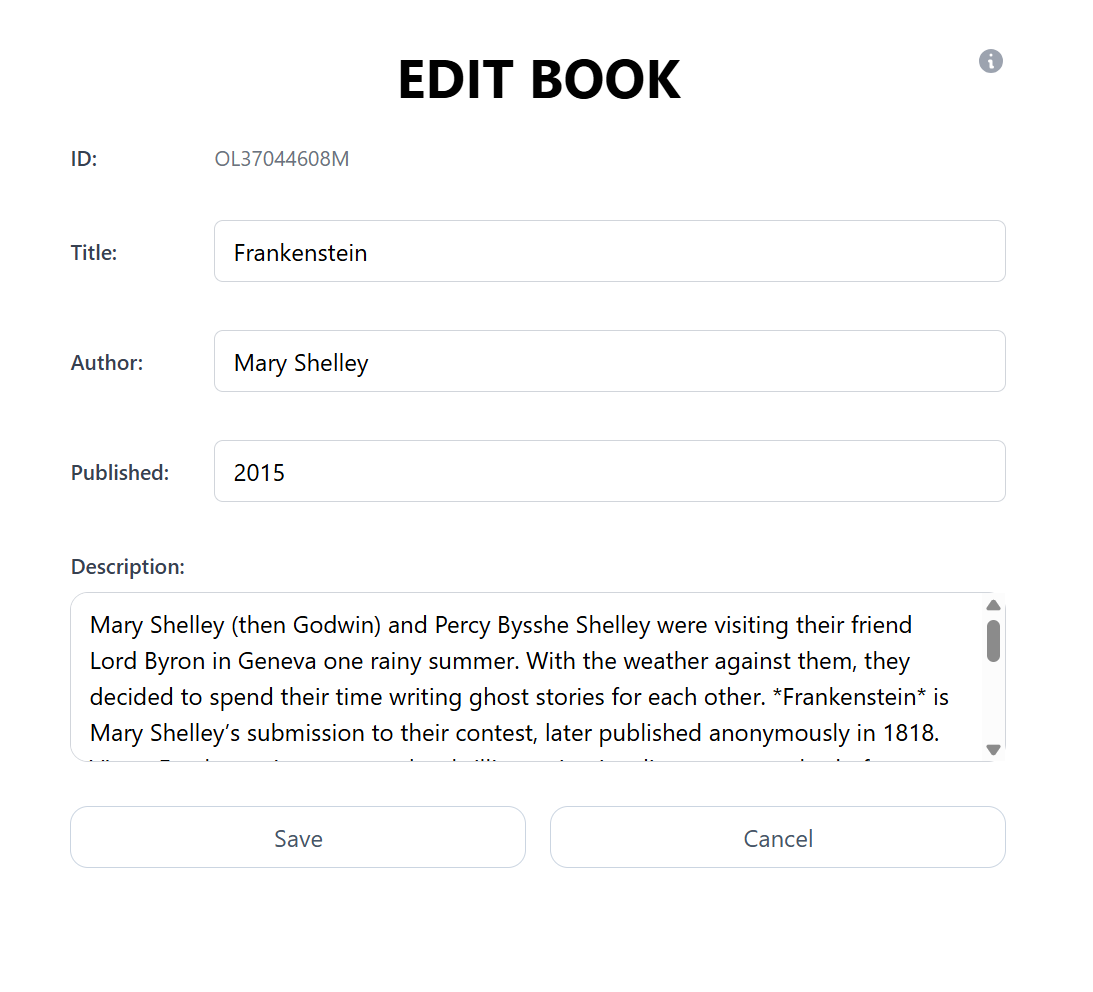 EDIT BOOK
ID: OL37044608M
Title: Frankenstein
Author: Mary Shelley
Published: 2015
Description:
Mary Shelley (then Godwin) and Percy Bysshe Shelley were visiting their friend
Lord Byron in Geneva one rainy summer. With the weather against them, they
decided to spend their time writing ghost stories for each other. *Frankenstein* is
Mary Shelley’s submission to their contest, later published anonymously in 1818.
Save Cancel